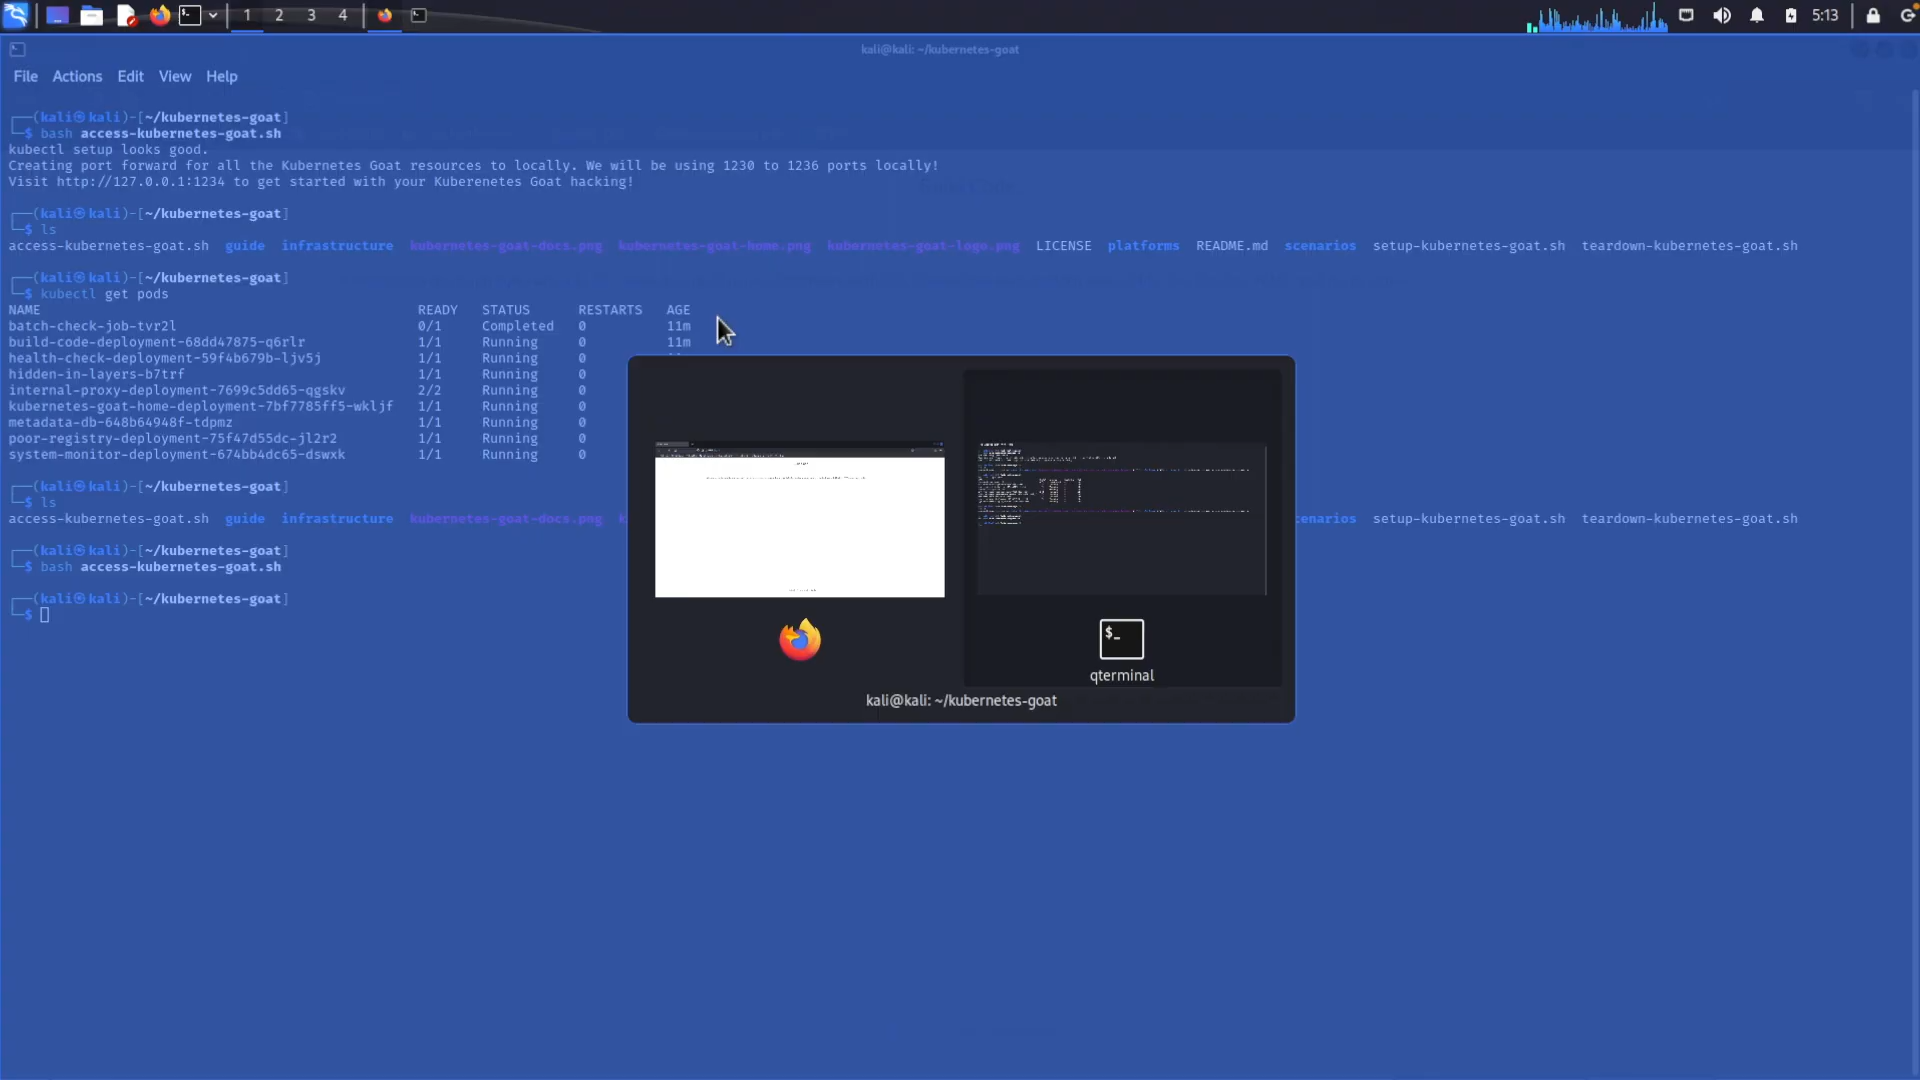 1 2 3 4 5:13
kali@kali: ~/kubernetes-goat
File Actions Edit View Help
┌──(kali㉿kali)-[~/kubernetes-goat]
└─$ bash access-kubernetes-goat.sh
kubectl setup looks good.
Creating port forward for all the Kubernetes Goat resources to locally. We will be using 1230 to 1236 ports locally!
Visit http://127.0.0.1:1234 to get started with your Kuberenetes Goat hacking!
┌──(kali㉿kali)-[~/kubernetes-goat]
└─$ ls
access-kubernetes-goat.sh guide infrastructure kubernetes-goat-docs.png kubernetes-goat-home.png kubernetes-goat-logo.png LICENSE platforms README.md scenarios setup-kubernetes-goat.sh teardown-kubernetes-goat.sh
┌──(kali㉿kali)-[~/kubernetes-goat]
└─$ kubectl get pods
NAME READY STATUS RESTARTS AGE
batch-check-job-tvr2l 0/1 Completed 0 11m
build-code-deployment-68dd47875-q6rlr 1/1 Running 0 11m
health-check-deployment-59f4b679b-ljv5j 1/1 Running 0
hidden-in-layers-b7trf 1/1 Running 0
internal-proxy-deployment-7699c5dd65-qgskv 2/2 Running 0
kubernetes-goat-home-deployment-7bf7785ff5-wkljf 1/1 Running 0
metadata-db-648b64948f-tdpmz 1/1 Running 0
poor-registry-deployment-75f47d55dc-jl2r2 1/1 Running 0
system-monitor-deployment-674bb4dc65-dswxk 1/1 Running 0
┌──(kali㉿kali)-[~/kubernetes-goat]
└─$ ls
access-kubernetes-goat.sh guide infrastructure kubernetes-goat-docs.png setup-kubernetes-goat.sh teardown-kubernetes-goat.sh
┌──(kali㉿kali)-[~/kubernetes-goat]
└─$ bash access-kubernetes-goat.sh
┌──(kali㉿kali)-[~/kubernetes-goat]
└─$
qterminal
kali@kali: ~/kubernetes-goat